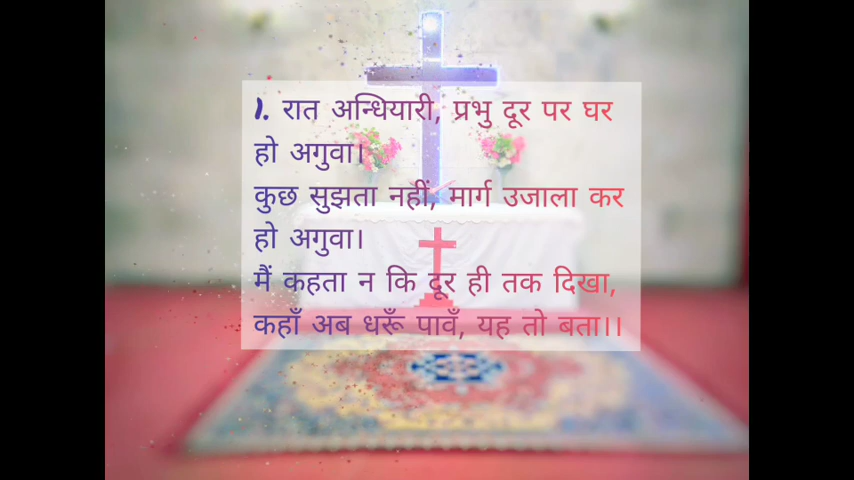 १. रात अन्धियारी, प्रभु दूर पर घर
हो अगुवा।
कुछ सुझता नहीं, मार्ग उजाला कर
हो अगुवा।
मैं कहता न कि दूर ही तक दिखा,
कहाँ अब धरूँ पावँ, यह तो बता।।